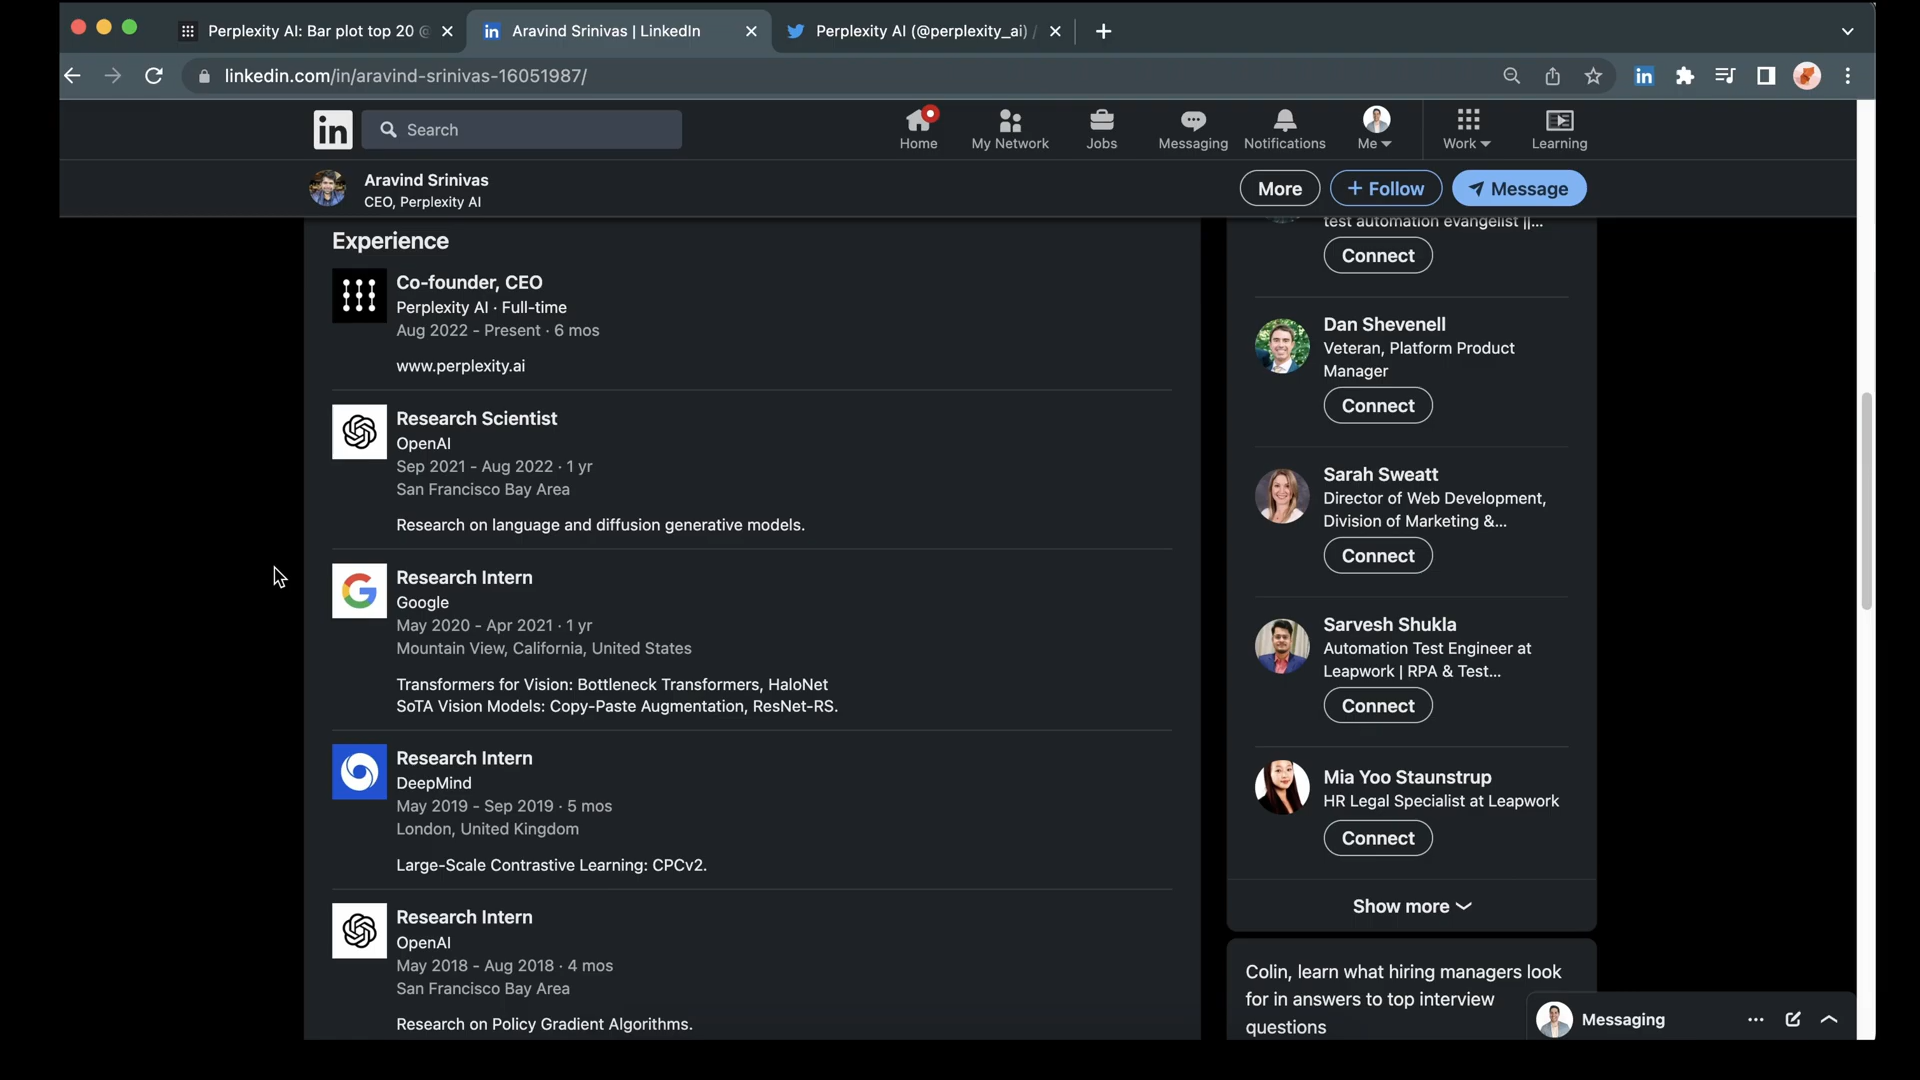 Perplexity AI: Bar plot top 20 @
Aravind Srinivas | LinkedIn
Perplexity AI (@perplexity_ai) /
linkedin.com/in/aravind-srinivas-16051987/
in
in
Search
Home
My Network
Jobs
Messaging
Notifications
Me
Work
Learning
Aravind Srinivas
CEO, Perplexity AI
More
+ Follow
Message
Experience
Co-founder, CEO
Perplexity AI · Full-time
Aug 2022 - Present · 6 mos
www.perplexity.ai
Research Scientist
OpenAI
Sep 2021 - Aug 2022 · 1 yr
San Francisco Bay Area
Research on language and diffusion generative models.
Research Intern
Google
May 2020 - Apr 2021 · 1 yr
Mountain View, California, United States
Transformers for Vision: Bottleneck Transformers, HaloNet
SoTA Vision Models: Copy-Paste Augmentation, ResNet-RS.
Research Intern
DeepMind
May 2019 - Sep 2019 · 5 mos
London, United Kingdom
Large-Scale Contrastive Learning: CPCv2.
Research Intern
OpenAI
May 2018 - Aug 2018 · 4 mos
San Francisco Bay Area
Research on Policy Gradient Algorithms.
test automation evangelist ||...
Connect
Dan Shevenell
Veteran, Platform Product
Manager
Connect
Sarah Sweatt
Director of Web Development,
Division of Marketing &...
Connect
Sarvesh Shukla
Automation Test Engineer at
Leapwork | RPA & Test...
Connect
Mia Yoo Staunstrup
HR Legal Specialist at Leapwork
Connect
Show more
Colin, learn what hiring managers look
for in answers to top interview
questions
Messaging